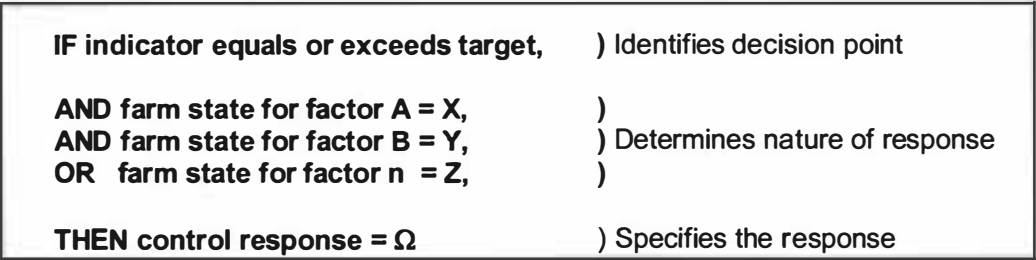 IF indicator equals or exceeds target, ) Identifies decision point
AND farm state for factor A = X, )
AND farm state for factor B = Y, ) Determines nature of response
OR farm state for factor n = Z, )
THEN control response = Ω ) Specifies the response